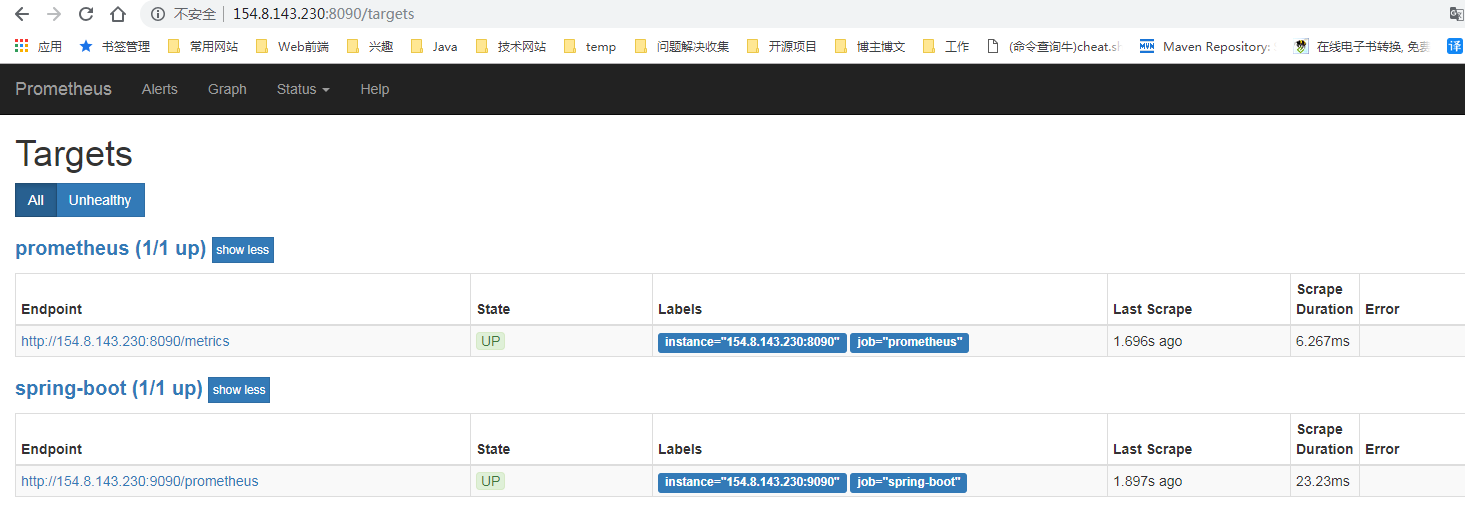 不安全 154.8.143.230:8090/targets
应用 书签管理 常用网站 Web前端 兴趣 Java 技术网站 temp 问题解决收集 开源项目 博主博文 工作 (命令查询牛)cheat.sh Maven Repository: 在线电子书转换, 免费 译
Prometheus Alerts Graph Status Help
Targets
All Unhealthy
prometheus (1/1 up) show less
Endpoint State Labels Last Scrape Scrape Duration Error
http://154.8.143.230:8090/metrics UP instance="154.8.143.230:8090" job="prometheus" 1.696s ago 6.267ms
spring-boot (1/1 up) show less
Endpoint State Labels Last Scrape Scrape Duration Error
http://154.8.143.230:9090/prometheus UP instance="154.8.143.230:9090" job="spring-boot" 1.897s ago 23.23ms